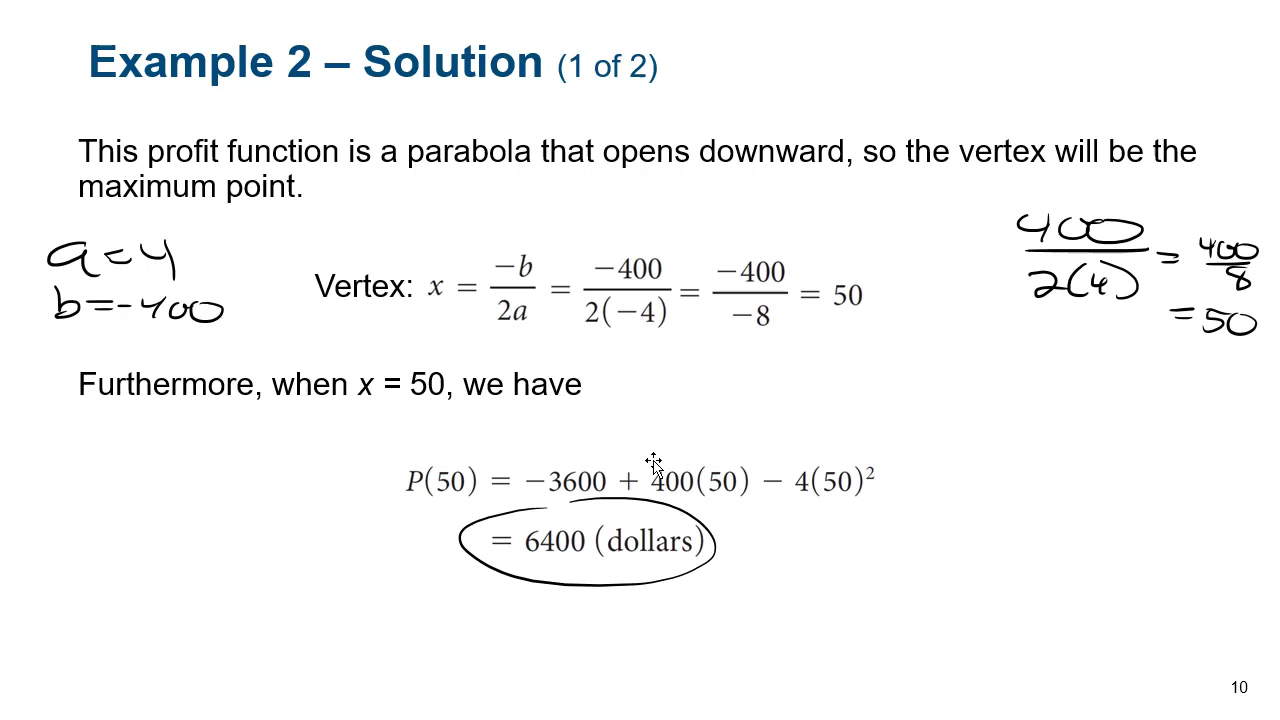 Example 2 – Solution (1 of 2)
This profit function is a parabola that opens downward, so the vertex will be the
maximum point.
a = 4
b = -400
Vertex: x = −b/2a = −400/2(−4) = −400/−8 = 50
400/2(4) = 400/8
= 50
Furthermore, when x = 50, we have
P(50) = −3600 + 400(50) − 4(50)²
= 6400 (dollars)
10